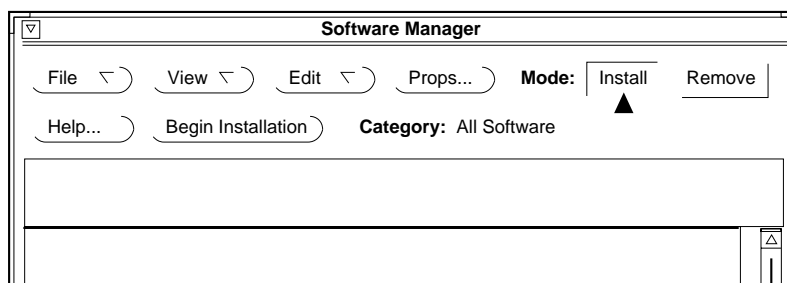 Software Manager
File View Edit Props... Mode: Install Remove
Help... Begin Installation Category: All Software